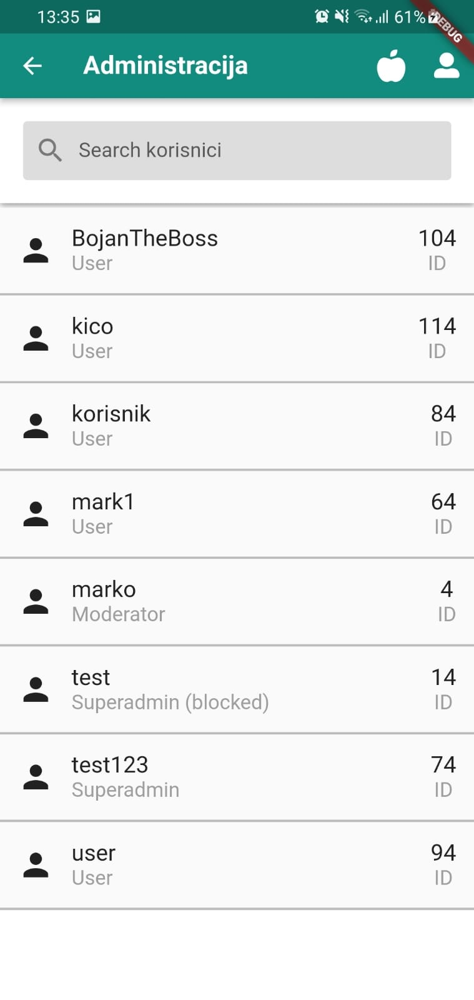 13:35 61%
DEBUG
Administracija
Search korisnici
BojanTheBoss 104
User ID
kico 114
User ID
korisnik 84
User ID
mark1 64
User ID
marko 4
Moderator ID
test 14
Superadmin (blocked) ID
test123 74
Superadmin ID
user 94
User ID